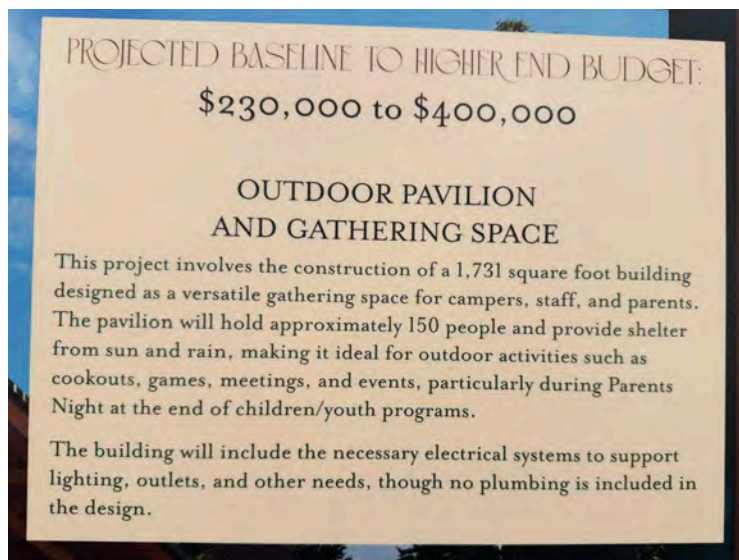 PROJECTED BASELINE TO HIGHER END BUDGET:
$230,000 to $400,000
OUTDOOR PAVILION
AND GATHERING SPACE
This project involves the construction of a 1,731 square foot building
designed as a versatile gathering space for campers, staff, and parents.
The pavilion will hold approximately 150 people and provide shelter
from sun and rain, making it ideal for outdoor activities such as
cookouts, games, meetings, and events, particularly during Parents
Night at the end of children/youth programs.
The building will include the necessary electrical systems to support
lighting, outlets, and other needs, though no plumbing is included in
the design.